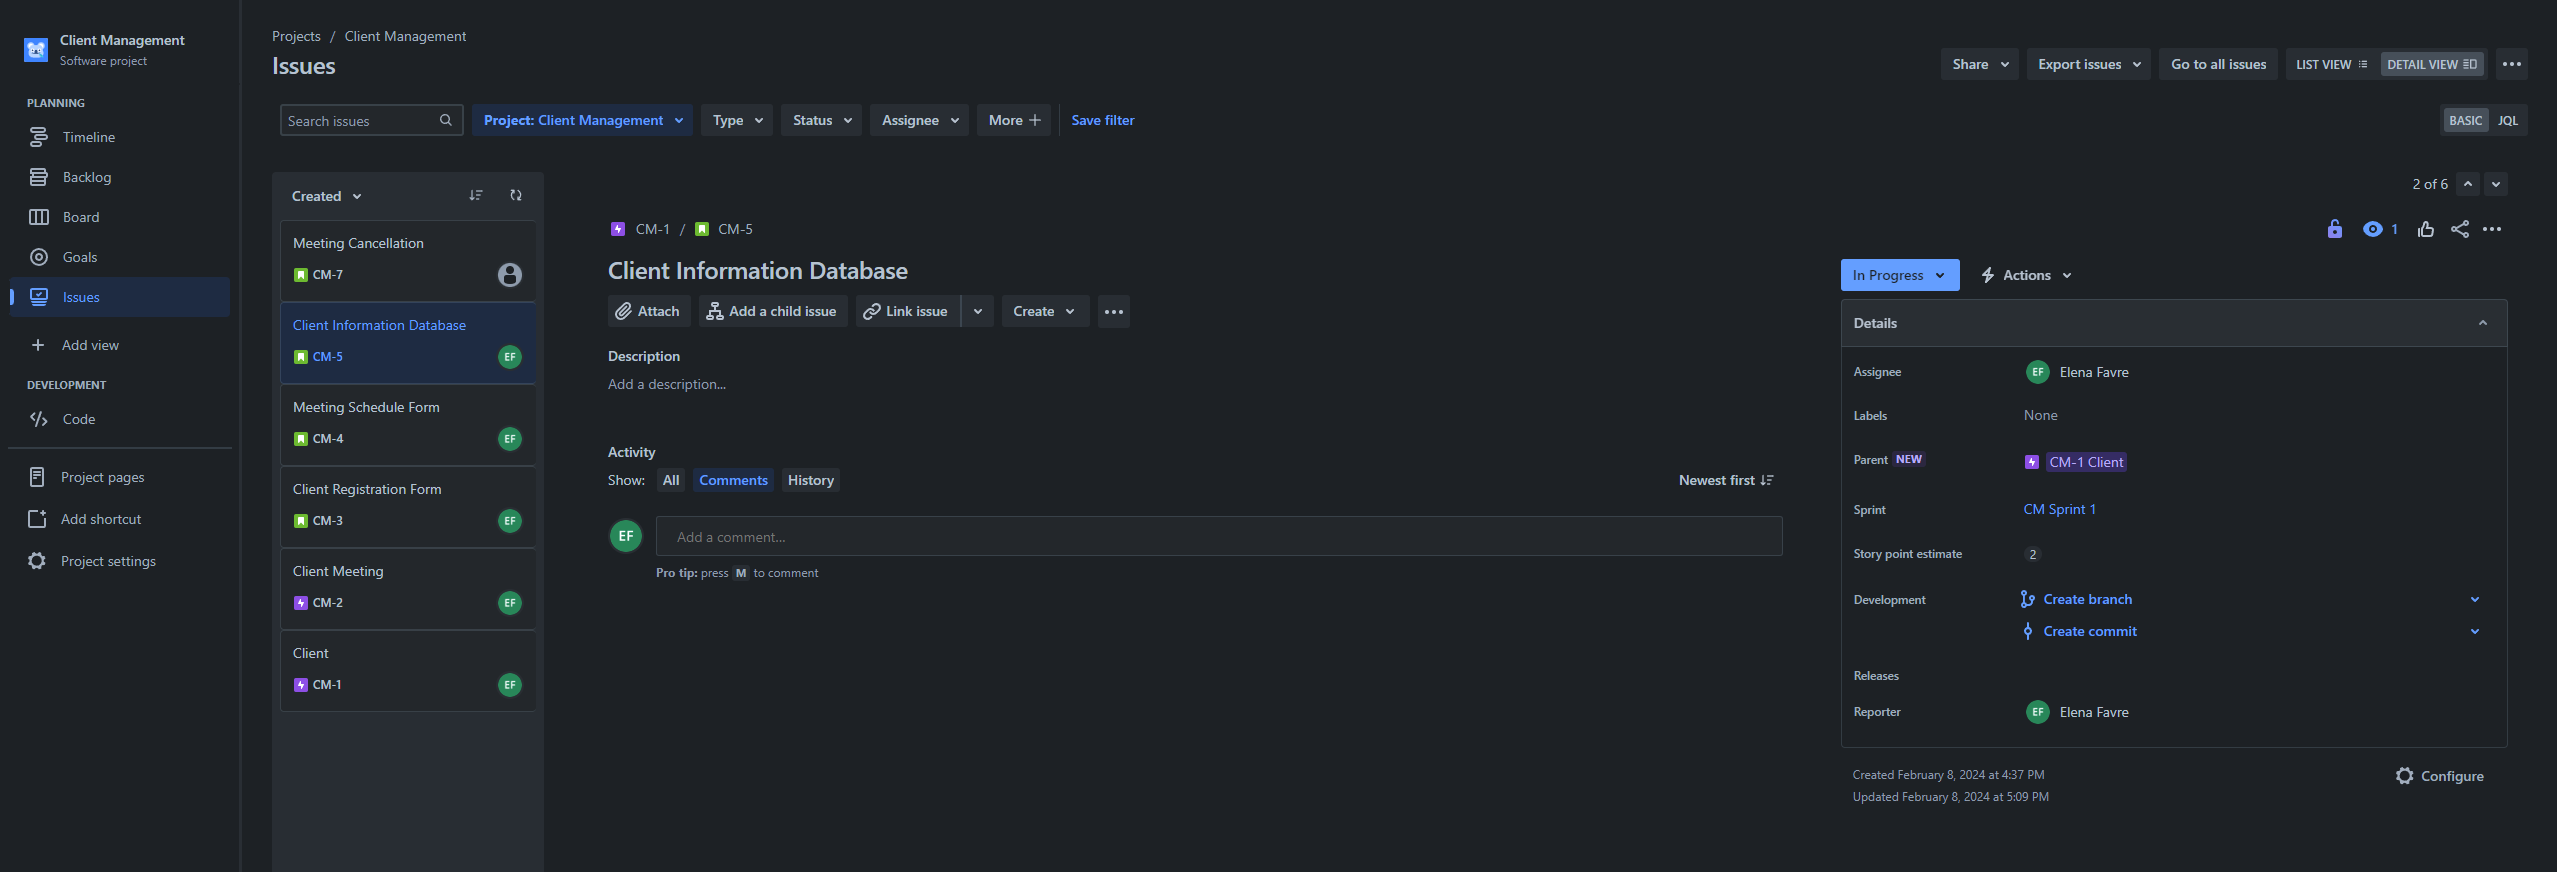 Client Management
Software project
PLANNING
Timeline
Backlog
Board
Goals
Issues
Add view
DEVELOPMENT
Code
Project pages
Add shortcut
Project settings
Projects / Client Management
Issues
Share
Export issues
Go to all issues
LIST VIEW
DETAIL VIEW
Search issues
Project: Client Management
Type
Status
Assignee
More
Save filter
BASIC
JQL
Created
Meeting Cancellation
CM-7
Client Information Database
CM-5
EF
Meeting Schedule Form
CM-4
EF
Client Registration Form
CM-3
EF
Client Meeting
CM-2
EF
Client
CM-1
EF
2 of 6
CM-1 / CM-5
1
Client Information Database
Attach
Add a child issue
Link issue
Create
Description
Add a description...
Activity
Show:
All
Comments
History
Newest first
EF
Add a comment...
Pro tip: press M to comment
In Progress
Actions
Details
Assignee
EF
Elena Favre
Labels
None
Parent NEW
CM-1 Client
Sprint
CM Sprint 1
Story point estimate
2
Development
Create branch
Create commit
Releases
Reporter
EF
Elena Favre
Created February 8, 2024 at 4:37 PM
Updated February 8, 2024 at 5:09 PM
Configure